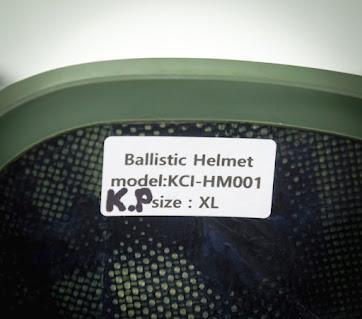 Ballistic Helmet
model:KCI-HM001
K.P size : XL